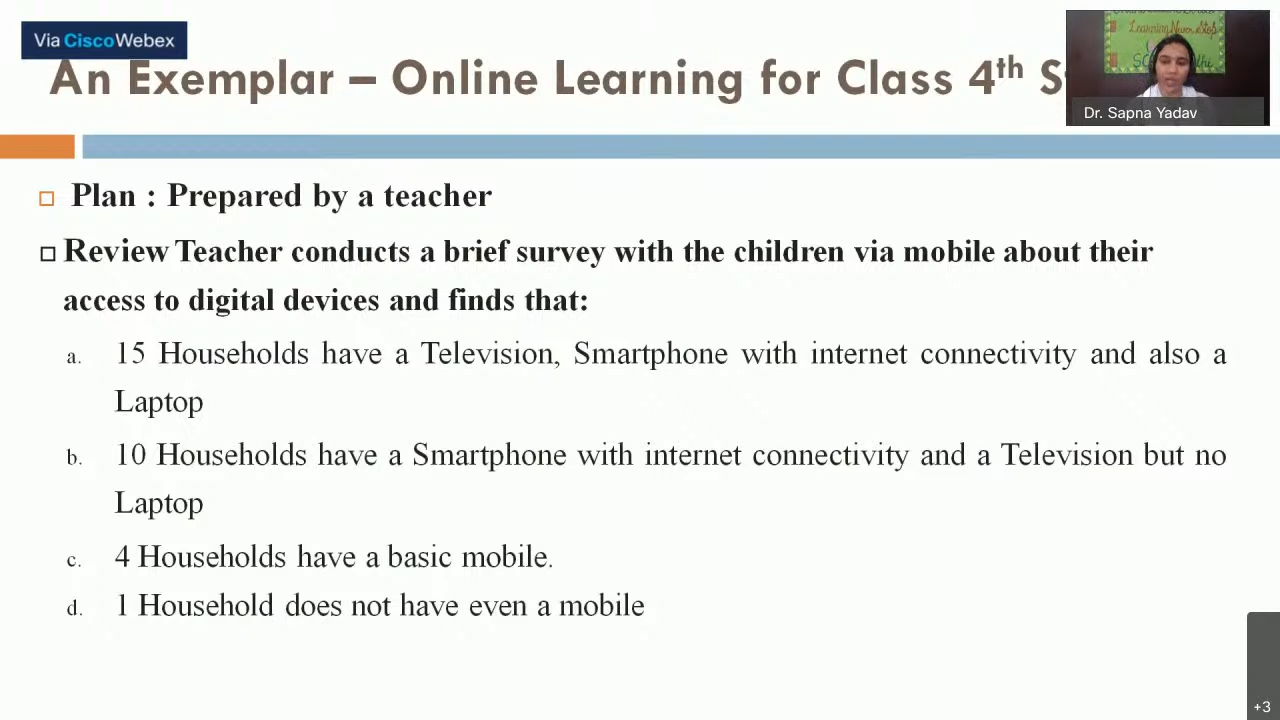 Via CiscoWebex
An Exemplar – Online Learning for Class 4th
Learning Never Stop
Dr. Sapna Yadav
Plan : Prepared by a teacher
Review Teacher conducts a brief survey with the children via mobile about their
access to digital devices and finds that:
a. 15 Households have a Television, Smartphone with internet connectivity and also a
Laptop
b. 10 Households have a Smartphone with internet connectivity and a Television but no
Laptop
c. 4 Households have a basic mobile.
d. 1 Household does not have even a mobile
+3